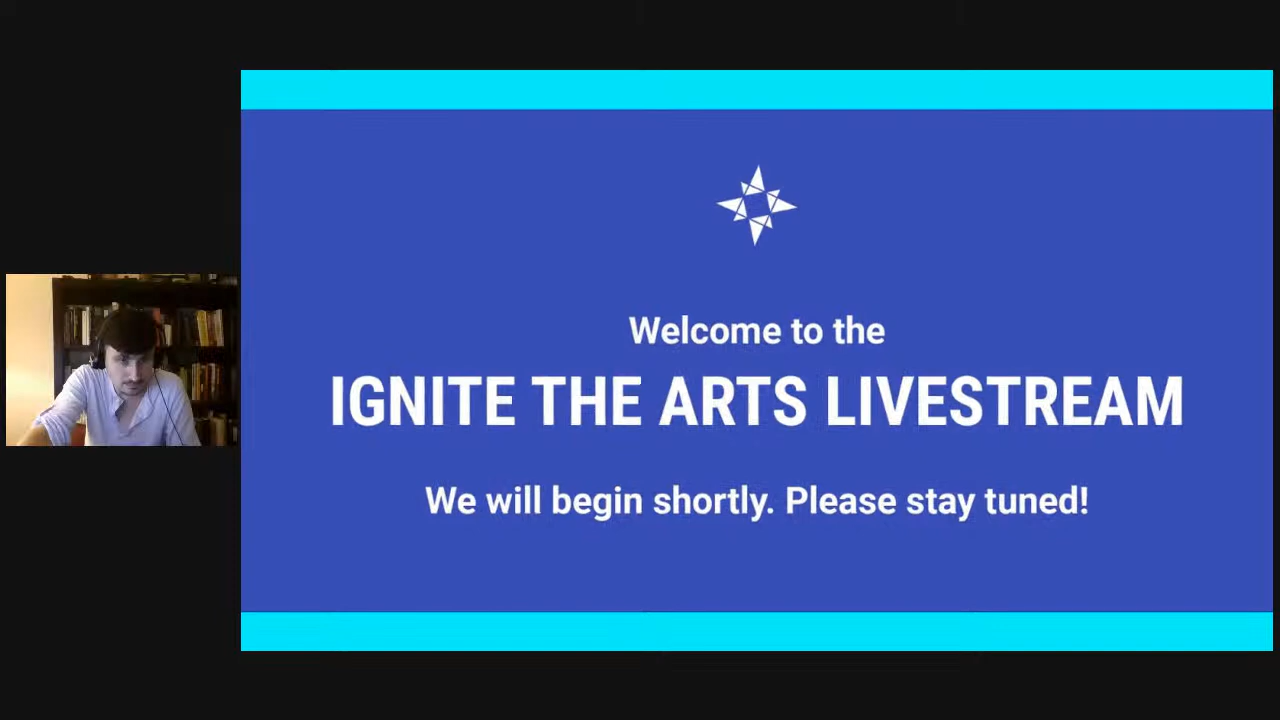 Welcome to the
IGNITE THE ARTS LIVESTREAM
We will begin shortly. Please stay tuned!